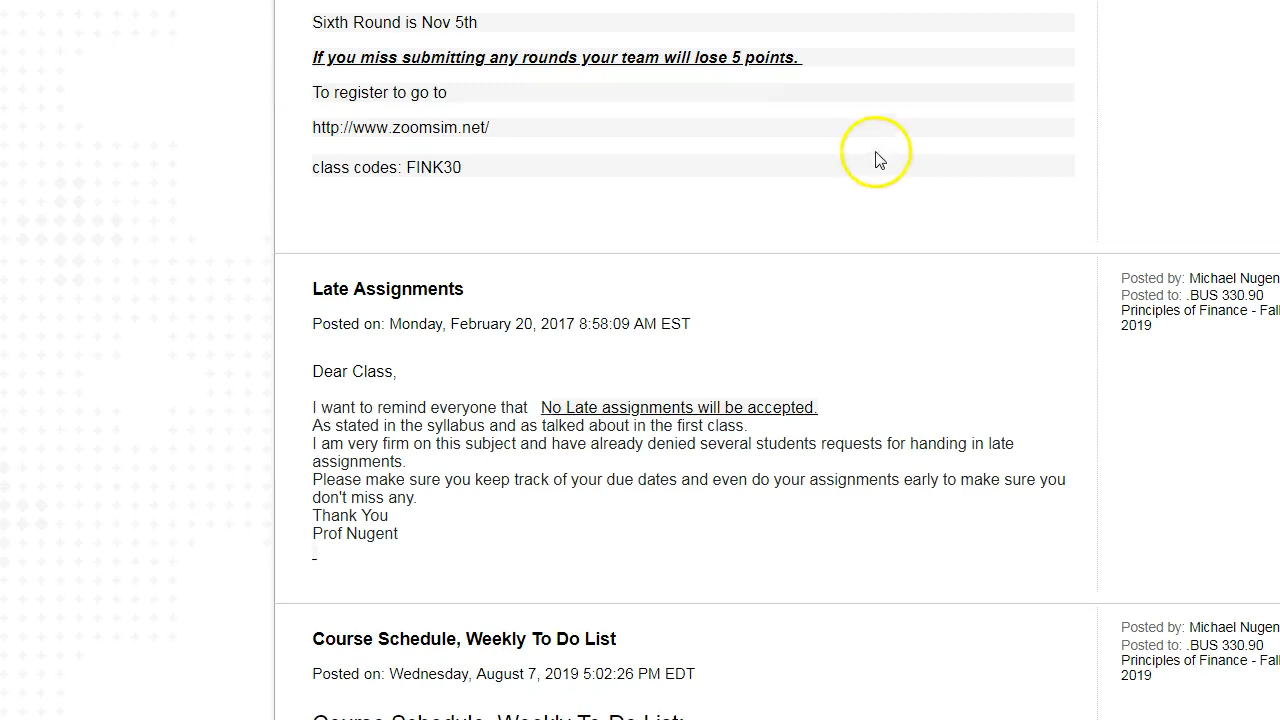 Sixth Round is Nov 5th
If you miss submitting any rounds your team will lose 5 points.
To register to go to
http://www.zoomsim.net/
class codes: FINK30
Late Assignments
Posted on: Monday, February 20, 2017 8:58:09 AM EST
Posted by: Michael Nugen
Posted to: .BUS 330.90
Principles of Finance - Fall
2019
Dear Class,
I want to remind everyone that No Late assignments will be accepted.
As stated in the syllabus and as talked about in the first class.
I am very firm on this subject and have already denied several students requests for handing in late
assignments.
Please make sure you keep track of your due dates and even do your assignments early to make sure you
don't miss any.
Thank You
Prof Nugent
Course Schedule, Weekly To Do List
Posted on: Wednesday, August 7, 2019 5:02:26 PM EDT
Posted by: Michael Nugen
Posted to: .BUS 330.90
Principles of Finance - Fall
2019
Course Schedule, Weekly To Do List: